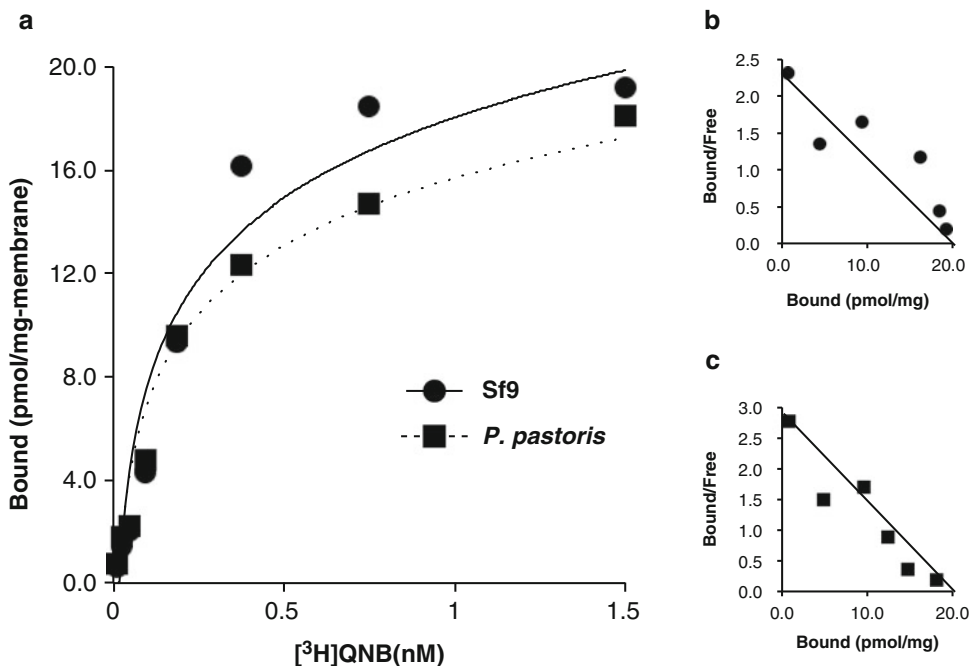 a
20.0
16.0
12.0
8.0
4.0
0.0
0
0.5
1
1.5
Bound (pmol/mg-membrane)
[³H]QNB(nM)
Sf9
P. pastoris
b
2.5
2.0
1.5
1.0
0.5
0.0
0.0
10.0
20.0
Bound/Free
Bound (pmol/mg)
c
3.0
2.5
2.0
1.5
1.0
0.5
0.0
0.0
10.0
20.0
Bound/Free
Bound (pmol/mg)